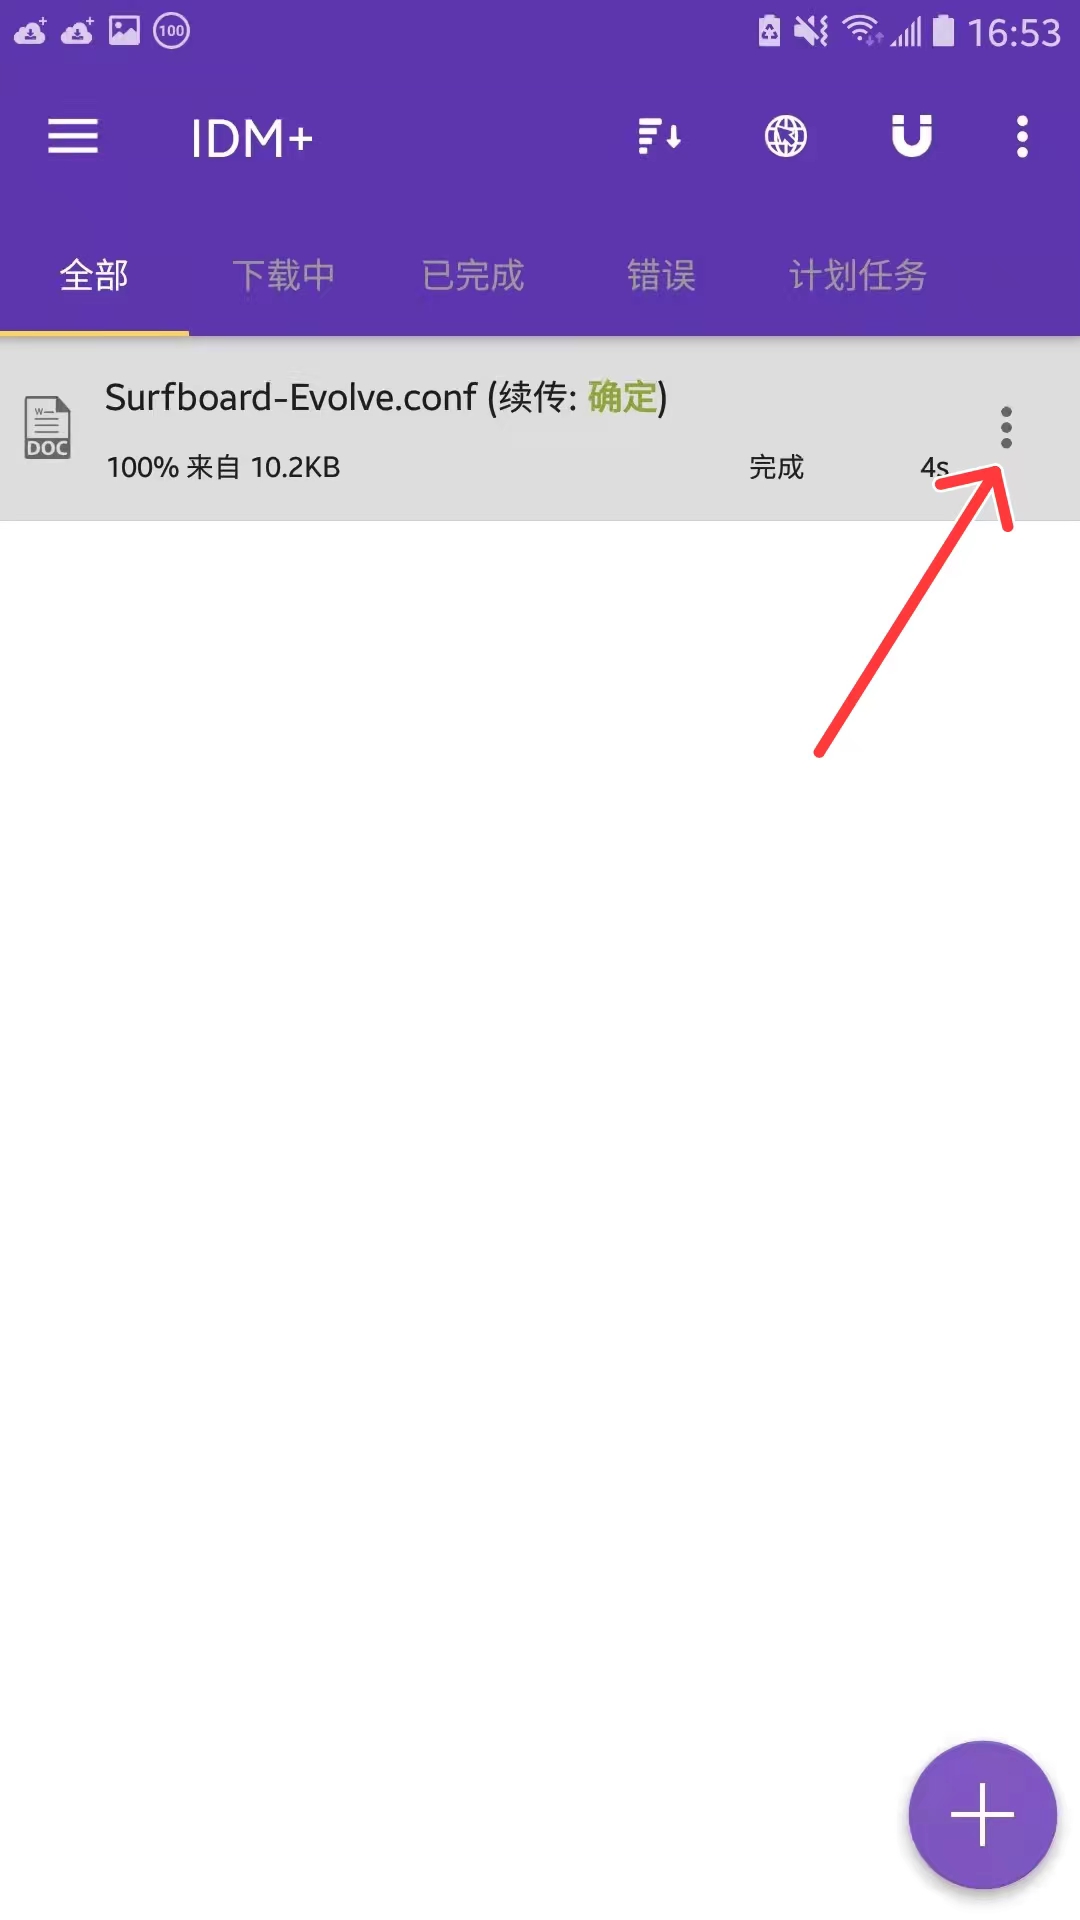 100
16:53
IDM+
全部 下载中 已完成 错误 计划任务
Surfboard-Evolve.conf (续传: 确定)
W
DOC
100% 来自 10.2KB 完成 4s